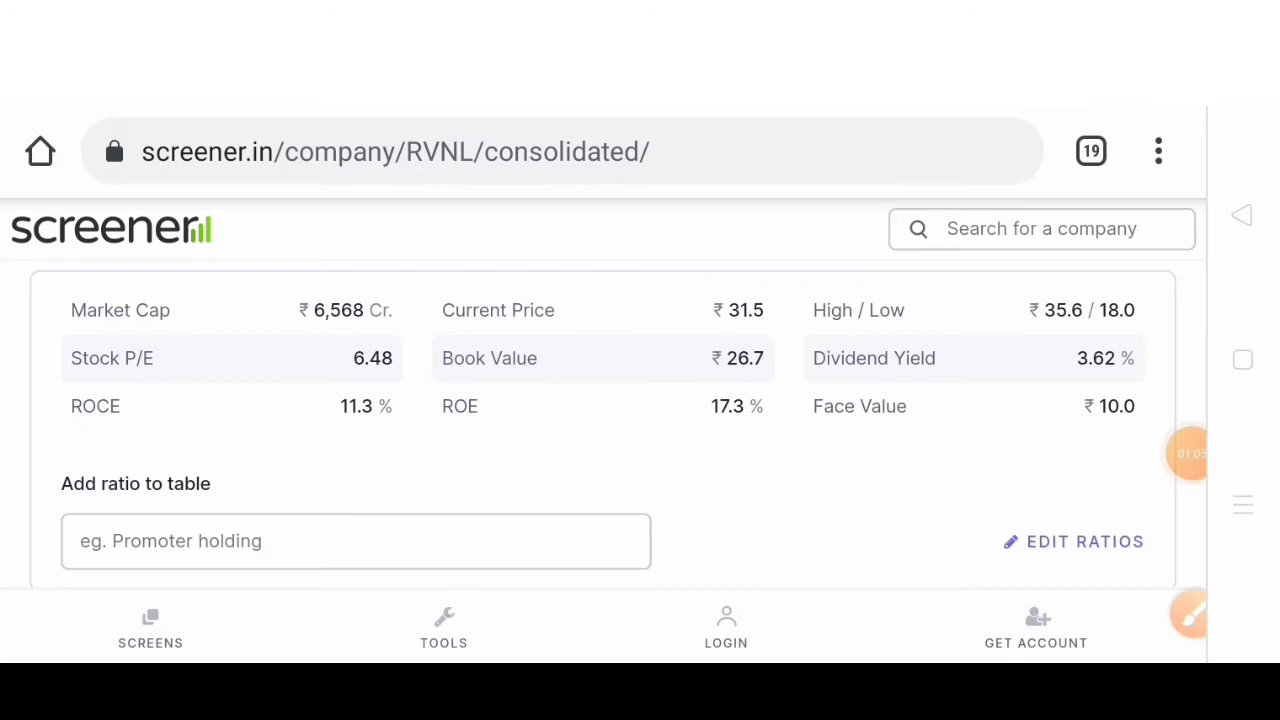 screener.in/company/RVNL/consolidated/ 19
screener Search for a company
Market Cap ₹ 6,568 Cr. Current Price ₹ 31.5 High / Low ₹ 35.6 / 18.0
Stock P/E 6.48 Book Value ₹ 26.7 Dividend Yield 3.62 %
ROCE 11.3 % ROE 17.3 % Face Value ₹ 10.0
01:05
Add ratio to table
eg. Promoter holding EDIT RATIOS
SCREENS TOOLS LOGIN GET ACCOUNT